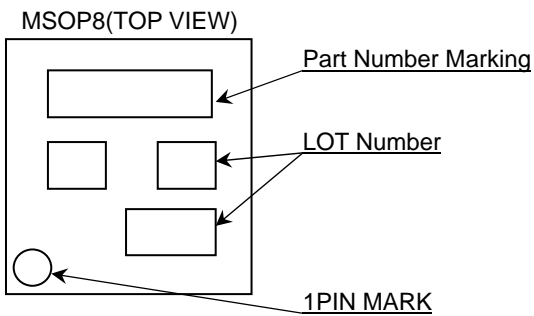 MSOP8(TOP VIEW)
Part Number Marking
LOT Number
1PIN MARK